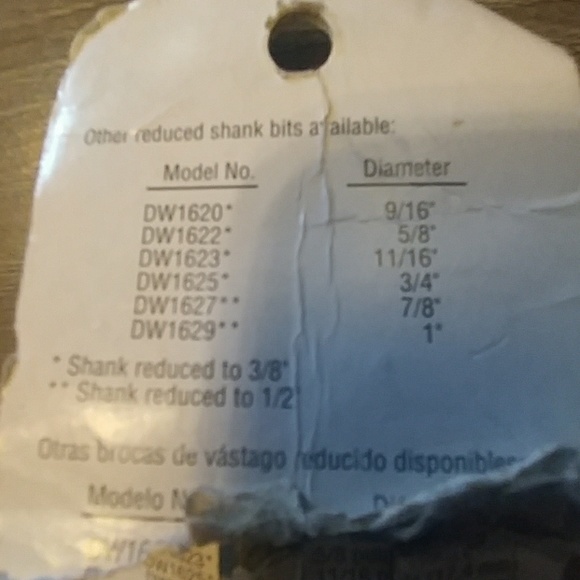 Other reduced shank bits available:
Model No. Diameter
DW1620* 9/16"
DW1622* 5/8"
DW1623* 11/16"
DW1625* 3/4"
DW1627** 7/8"
DW1629** 1"
* Shank reduced to 3/8"
** Shank reduced to 1/2
Otras brocas de vástago reducido disponibles
Modelo N